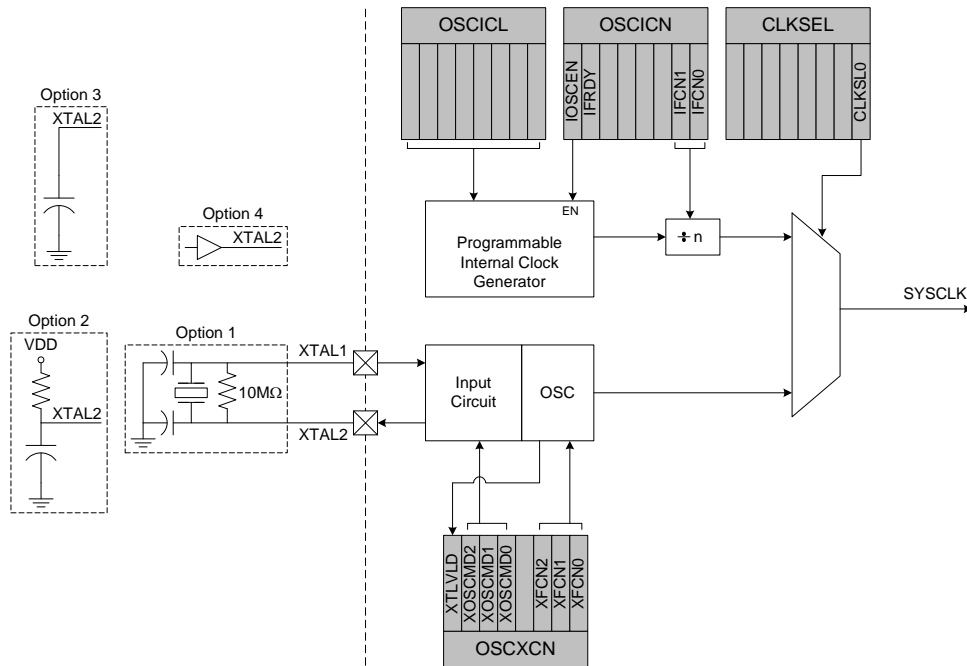 OSCICL
OSCICN
CLKSEL
IOSCEN
IFRDY
IFCN1
IFCN0
CLKSL0
Option 3
XTAL2
Option 4
XTAL2
EN
Programmable
Internal Clock
Generator
÷ n
SYSCLK
Option 2
VDD
XTAL2
Option 1
10MΩ
XTAL1
XTAL2
Input
Circuit
OSC
XTLVLD
XOSCMD2
XOSCMD1
XOSCMD0
XFCN2
XFCN1
XFCN0
OSCXCN